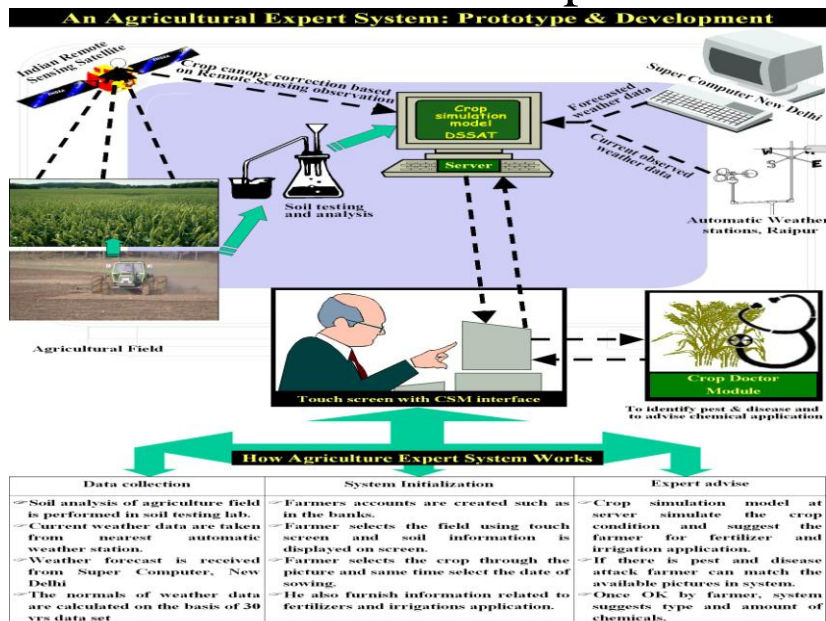 An Agricultural Expert System: Prototype & Development
Indian Remote
Sensing Satellite
Crop canopy correction based
on Remote Sensing observation
Crop
simulation
model
DSSAT
Server
Forecasted
weather data
Super Computer New Delhi
Current observed
weather data
W
S
E
Automatic Weather
stations, Raipur
Soil testing
and analysis
Agricultural Field
Touch screen with CSM interface
Crop Doctor
Module
To identify pest & disease and
to advise chemical application
How Agriculture Expert System Works
Data collection
Soil analysis of agriculture field
is performed in soil testing lab.
Current weather data are taken
from nearest automatic
weather station.
Weather forecast is received
from Super Computer, New
Delhi
The normals of weather data
are calculated on the basis of 30
yrs data set
System Initialization
Farmers accounts are created such as
in the banks.
Farmer selects the field using touch
screen and soil information is
displayed on screen.
Farmer selects the crop through the
picture and same time select the date of
sowing.
He also furnish information related to
fertilizers and irrigations application.
Expert advise
Crop simulation model at
server simulate the crop
condition and suggest the
farmer for fertilizer and
irrigation application.
If there is pest and disease
attack farmer can match the
available pictures in system.
Once OK by farmer, system
suggests type and amount of
chemicals.